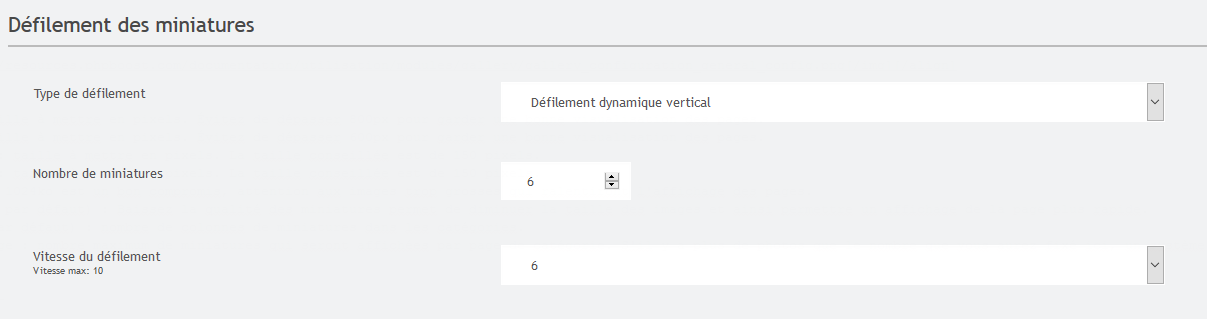 Défilement des miniatures
Type de défilement
Défilement dynamique vertical
Nombre de miniatures
6
Vitesse du défilement
Vitesse max: 10
6